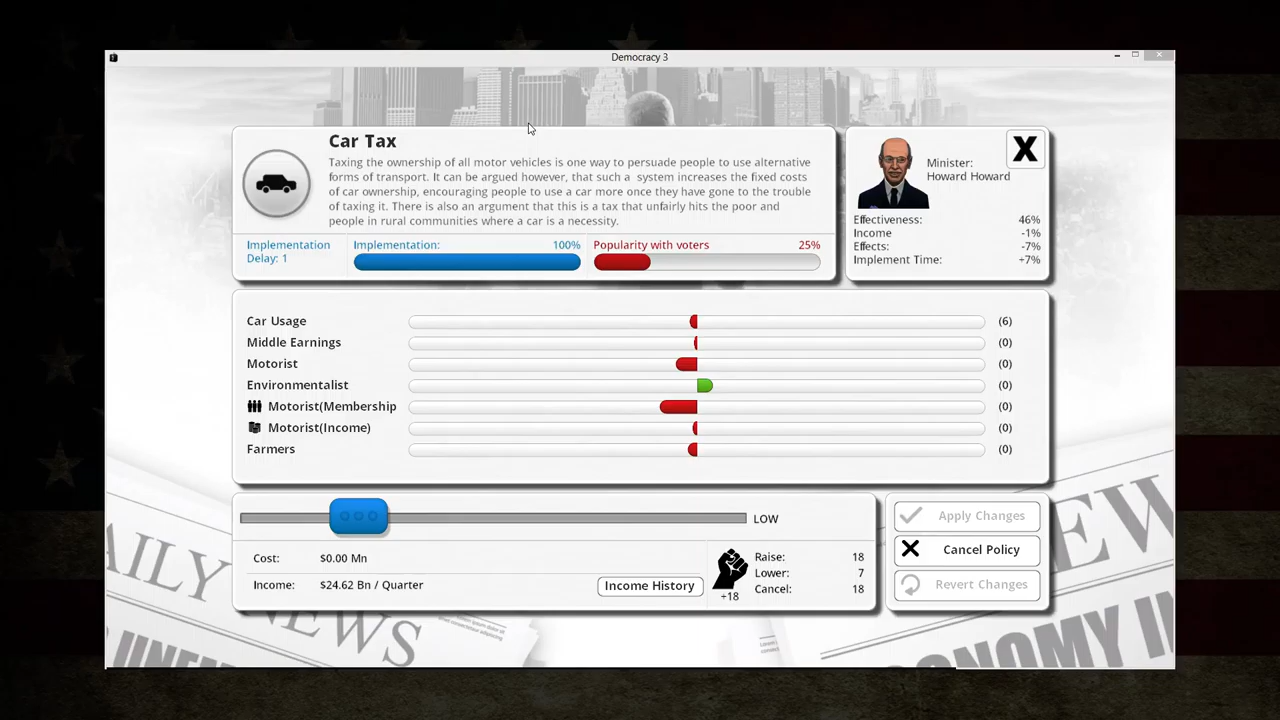 Democracy 3
Car Tax
Taxing the ownership of all motor vehicles is one way to persuade people to use alternative
forms of transport. It can be argued however, that such a system increases the fixed costs
of car ownership, encouraging people to use a car more once they have gone to the trouble
of taxing it. There is also an argument that this is a tax that unfairly hits the poor and
people in rural communities where a car is a necessity.
Implementation
Delay: 1
Implementation: 100%
Popularity with voters 25%
X
Minister:
Howard Howard
Effectiveness: 46%
Income -1%
Effects: -7%
Implement Time: +7%
Car Usage (6)
Middle Earnings (0)
Motorist (0)
Environmentalist (0)
Motorist(Membership (0)
Motorist(Income) (0)
Farmers (0)
LOW
Cost: $0.00 Mn
Income: $24.62 Bn / Quarter
Income History
+18
Raise: 18
Lower: 7
Cancel: 18
Apply Changes
Cancel Policy
Revert Changes
DAILY NEWS
NEWS
ECONOMY IN